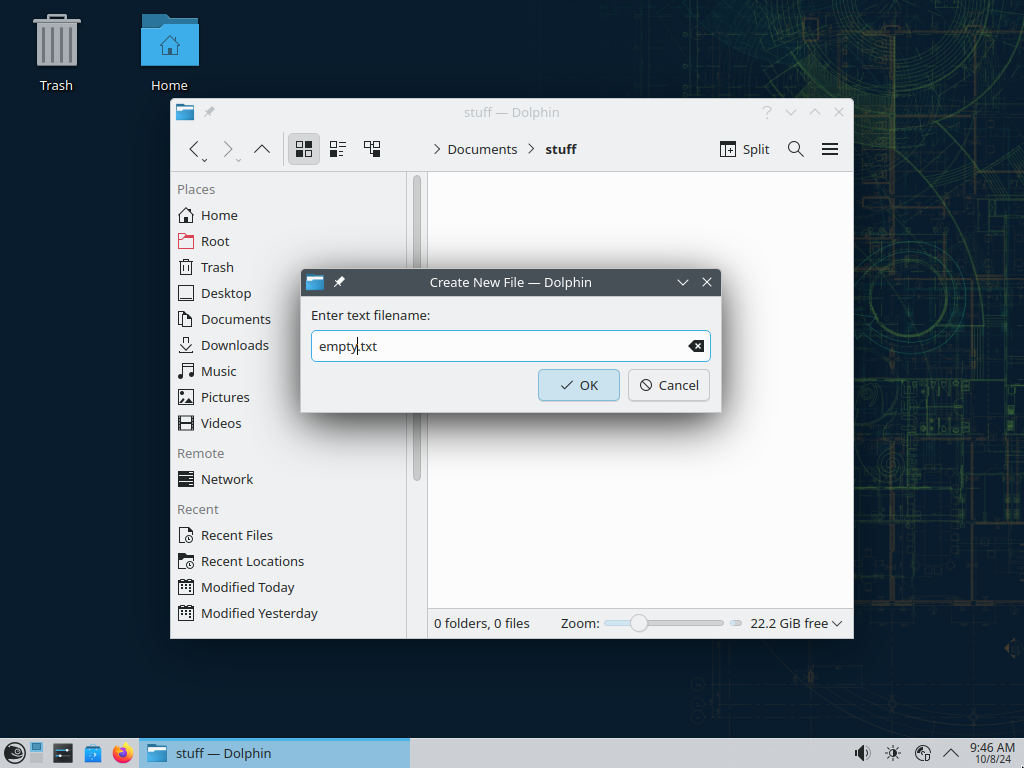 Trash
Home
stuff — Dolphin
Documents
stuff
Split
Places
Home
Root
Trash
Desktop
Documents
Downloads
Music
Pictures
Videos
Remote
Network
Recent
Recent Files
Recent Locations
Modified Today
Modified Yesterday
Create New File — Dolphin
Enter text filename:
empty.txt
OK
Cancel
0 folders, 0 files
Zoom:
22.2 GiB free
stuff — Dolphin
9:46 AM
10/8/24